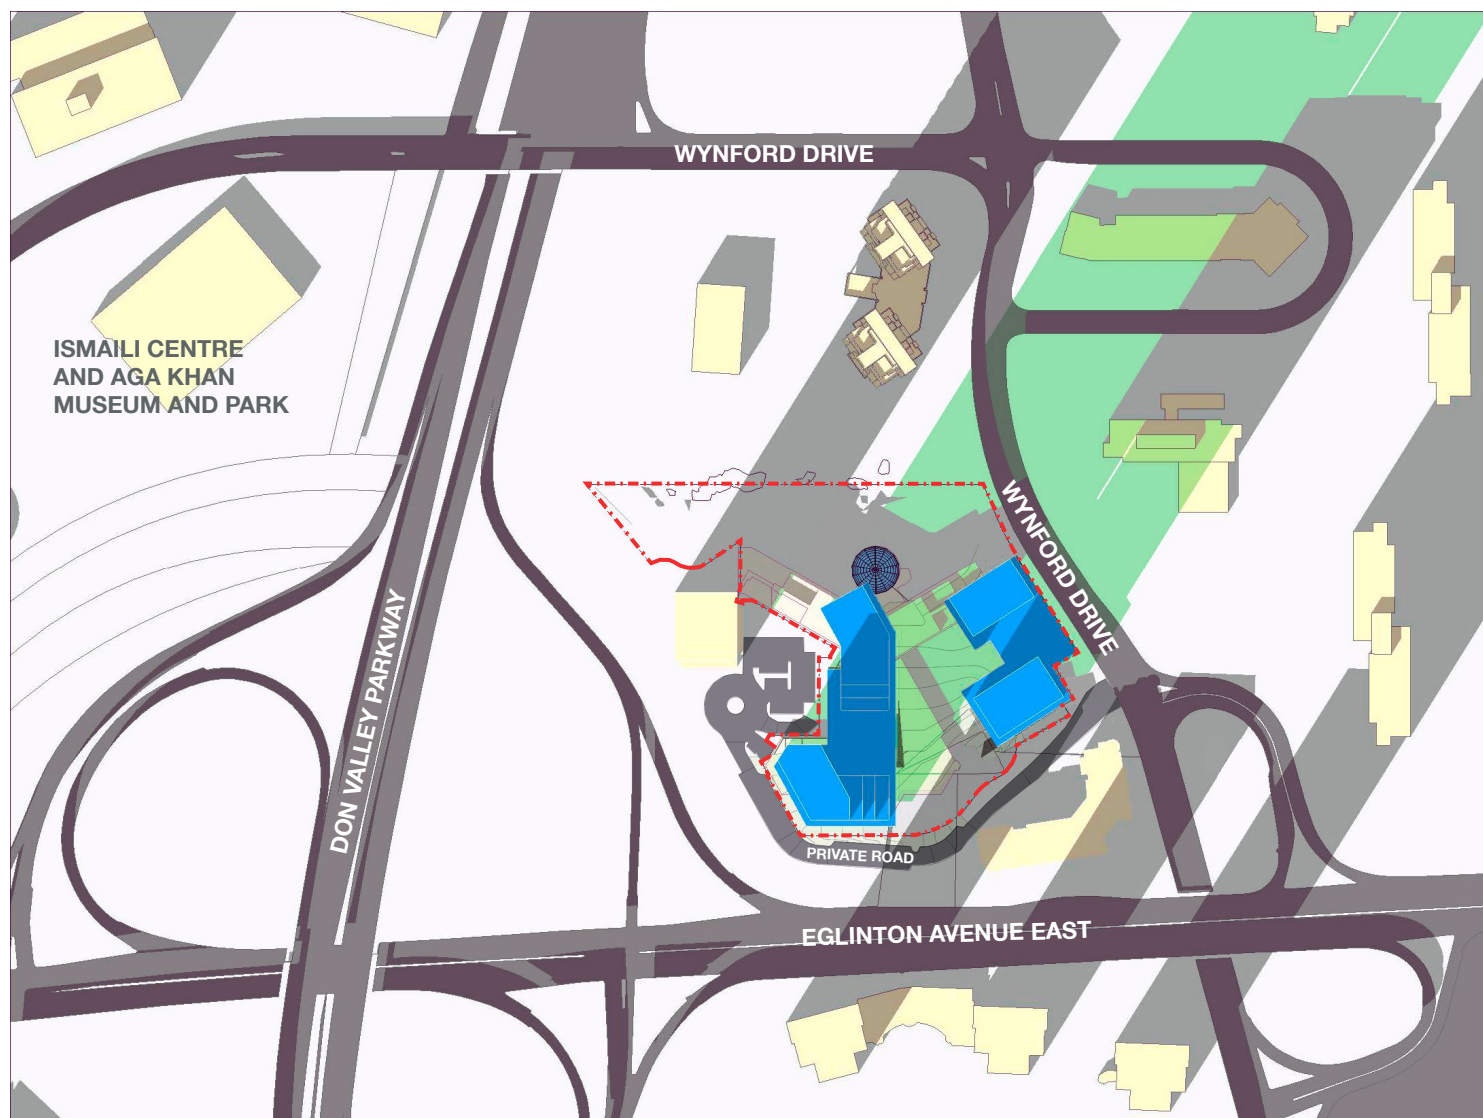 WYNFORD DRIVE
ISMAILI CENTRE
AND AGA KHAN
MUSEUM AND PARK
WYNFORD DRIVE
DON VALLEY PARKWAY
PRIVATE ROAD
EGLINTON AVENUE EAST